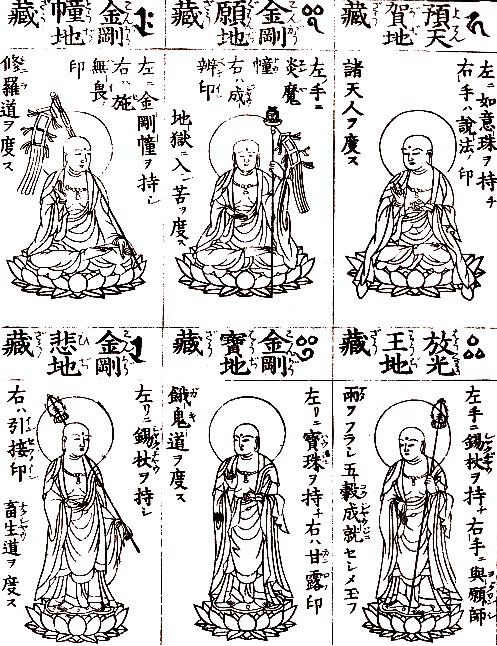 預天
賀地
藏
左ニ如意珠ヲ持チ
右手ハ說法ノ印
諸天人ヲ度ス
金剛
願地
藏
左ノ手ニ
炎魔
幢
右ハ成
辨印
地獄ニ入シ苦ヲ度ス
金剛
幢地
藏
左ニ金剛幢ヲ持シ
右ハ施
無畏
印
修羅道ヲ度ス
放光
王地
藏
左手ニ錫杖ヲ持チ右手ニ與願師
雨ヲフラシ五穀成就セシメ玉フ
金剛
寶地
藏
左リニ寶珠ヲ持チ右ハ甘露印
餓鬼道ヲ度ス
金剛
悲地
藏
左リニ錫杖ヲ持シ
右ハ引接印
畜生道ヲ度ス